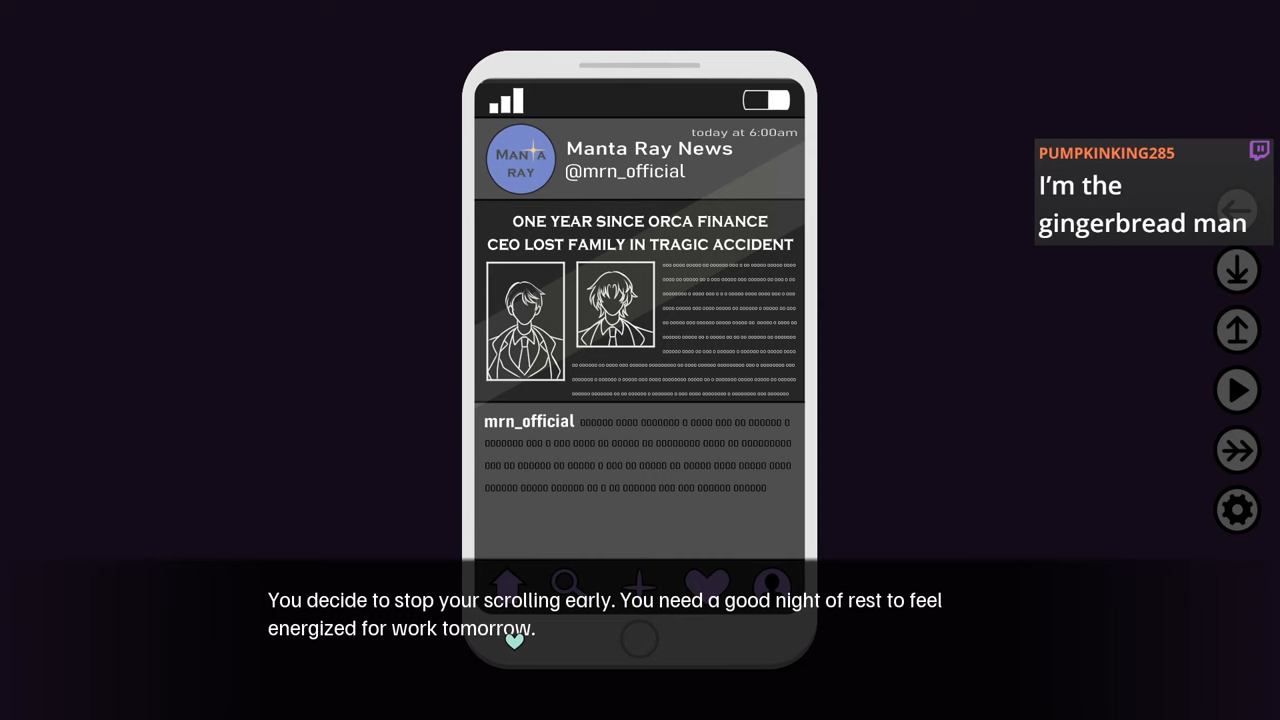 today at 6:00am
MANTA
RAY
Manta Ray News
@mrn_official
ONE YEAR SINCE ORCA FINANCE
CEO LOST FAMILY IN TRAGIC ACCIDENT
mrn_official
You decide to stop your scrolling early. You need a good night of rest to feel
energized for work tomorrow.
PUMPKINKING285
I’m the
gingerbread man